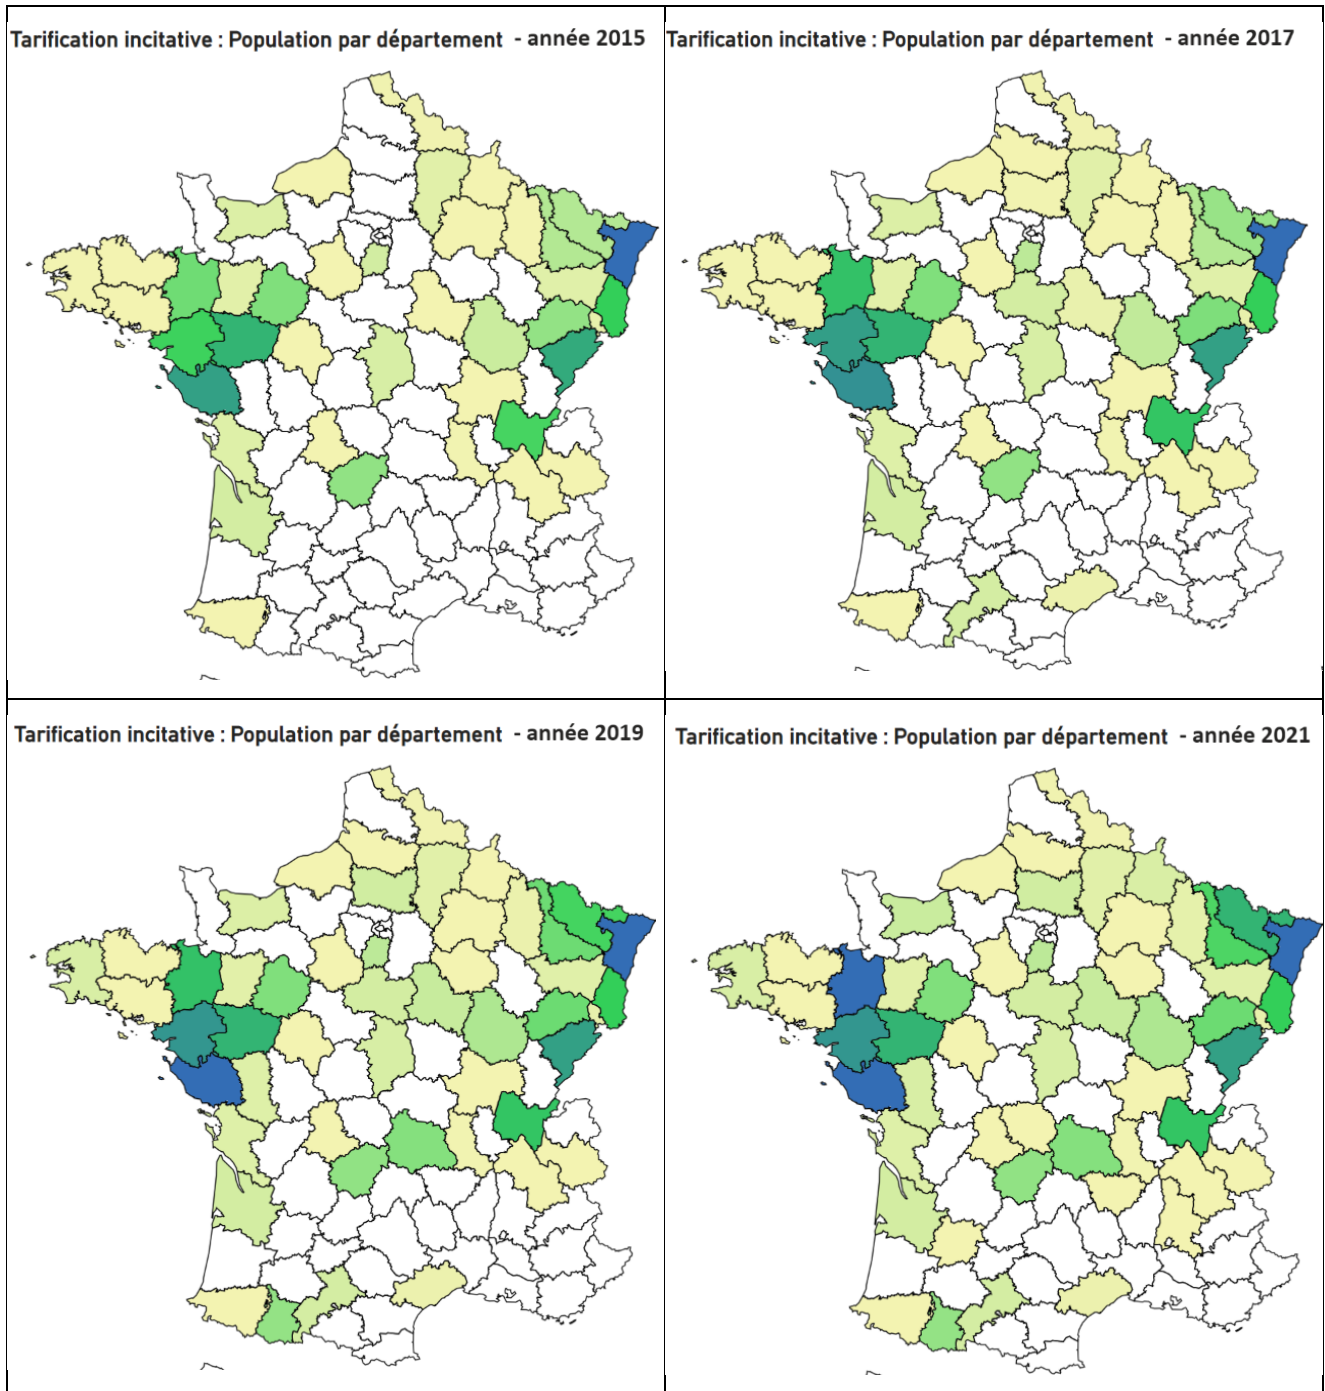 Tarification incitative : Population par département - année 2015
Tarification incitative : Population par département - année 2017
Tarification incitative : Population par département - année 2019
Tarification incitative : Population par département - année 2021